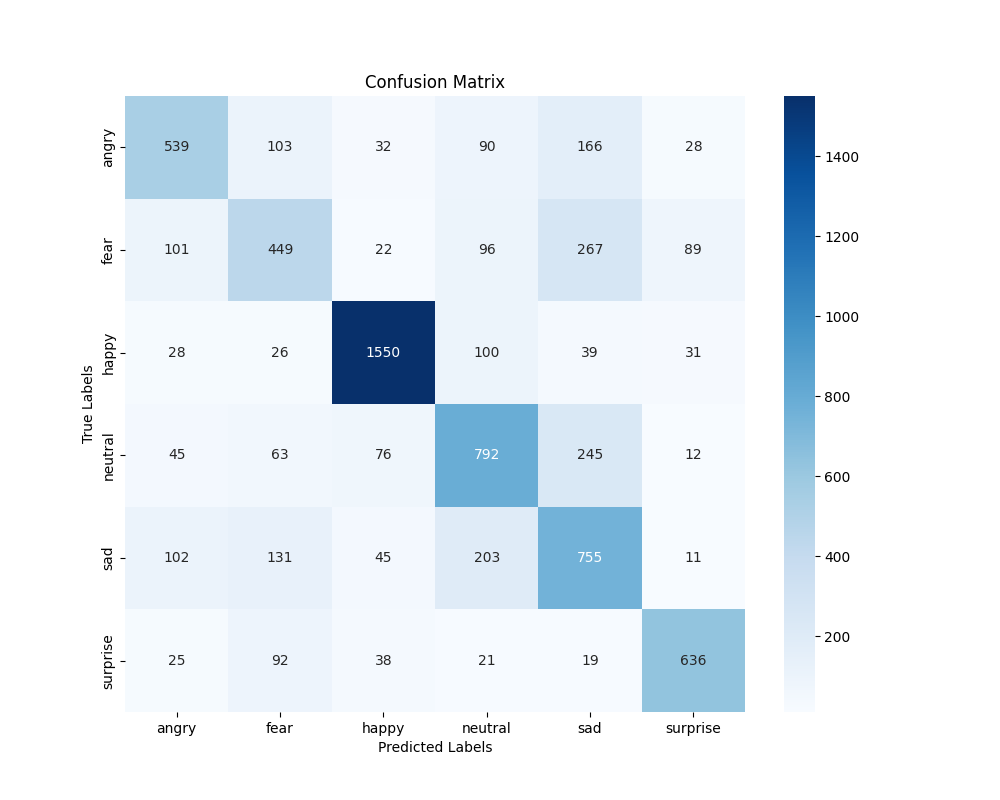 Confusion Matrix
angry 539 103 32 90 166 28
fear 101 449 22 96 267 89
happy 28 26 1550 100 39 31
neutral 45 63 76 792 245 12
sad 102 131 45 203 755 11
surprise 25 92 38 21 19 636
angry fear happy neutral sad surprise
Predicted Labels
True Labels
1400
1200
1000
800
600
400
200